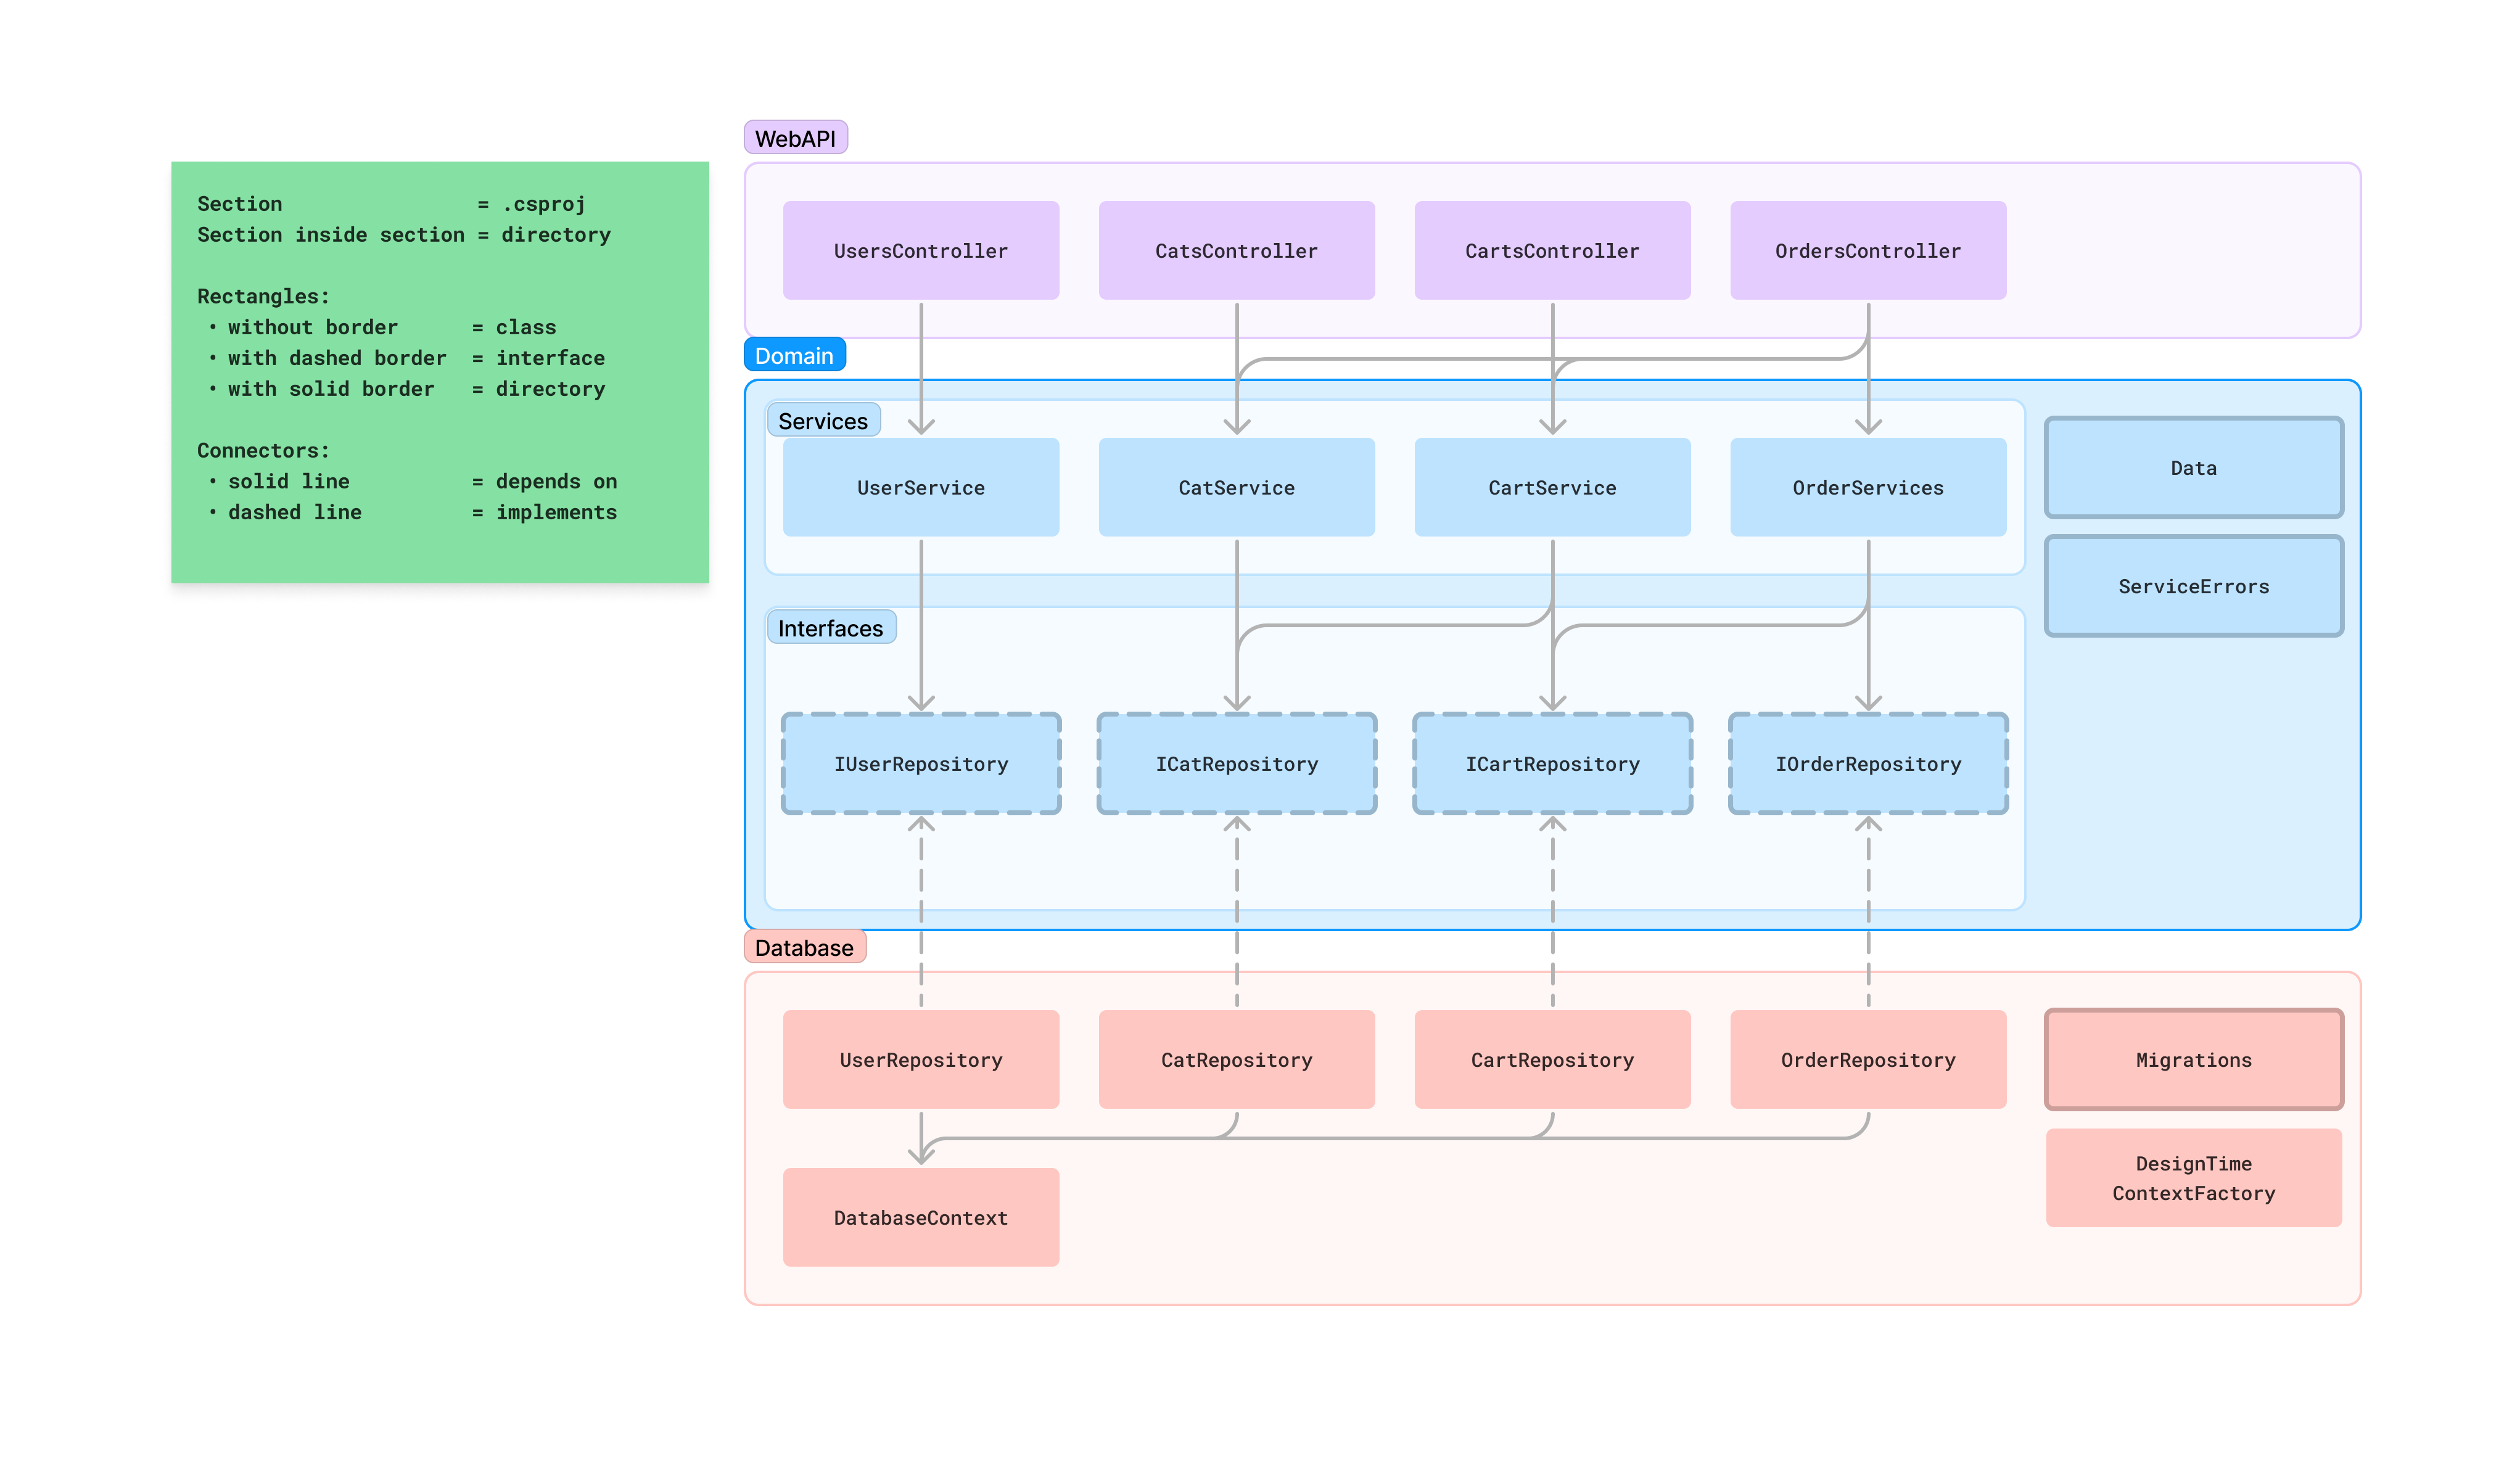 Section = .csproj
Section inside section = directory
Rectangles:
• without border = class
• with dashed border = interface
• with solid border = directory
Connectors:
• solid line = depends on
• dashed line = implements
WebAPI
UsersController
CatsController
CartsController
OrdersController
Domain
Services
UserService
CatService
CartService
OrderServices
Data
ServiceErrors
Interfaces
IUserRepository
ICatRepository
ICartRepository
IOrderRepository
Database
UserRepository
CatRepository
CartRepository
OrderRepository
Migrations
DesignTime
ContextFactory
DatabaseContext